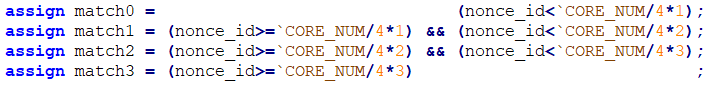 assign match0 =                              (nonce_id<`CORE_NUM/4*1);
assign match1 = (nonce_id>=`CORE_NUM/4*1) && (nonce_id<`CORE_NUM/4*2);
assign match2 = (nonce_id>=`CORE_NUM/4*2) && (nonce_id<`CORE_NUM/4*3);
assign match3 = (nonce_id>=`CORE_NUM/4*3)                            ;